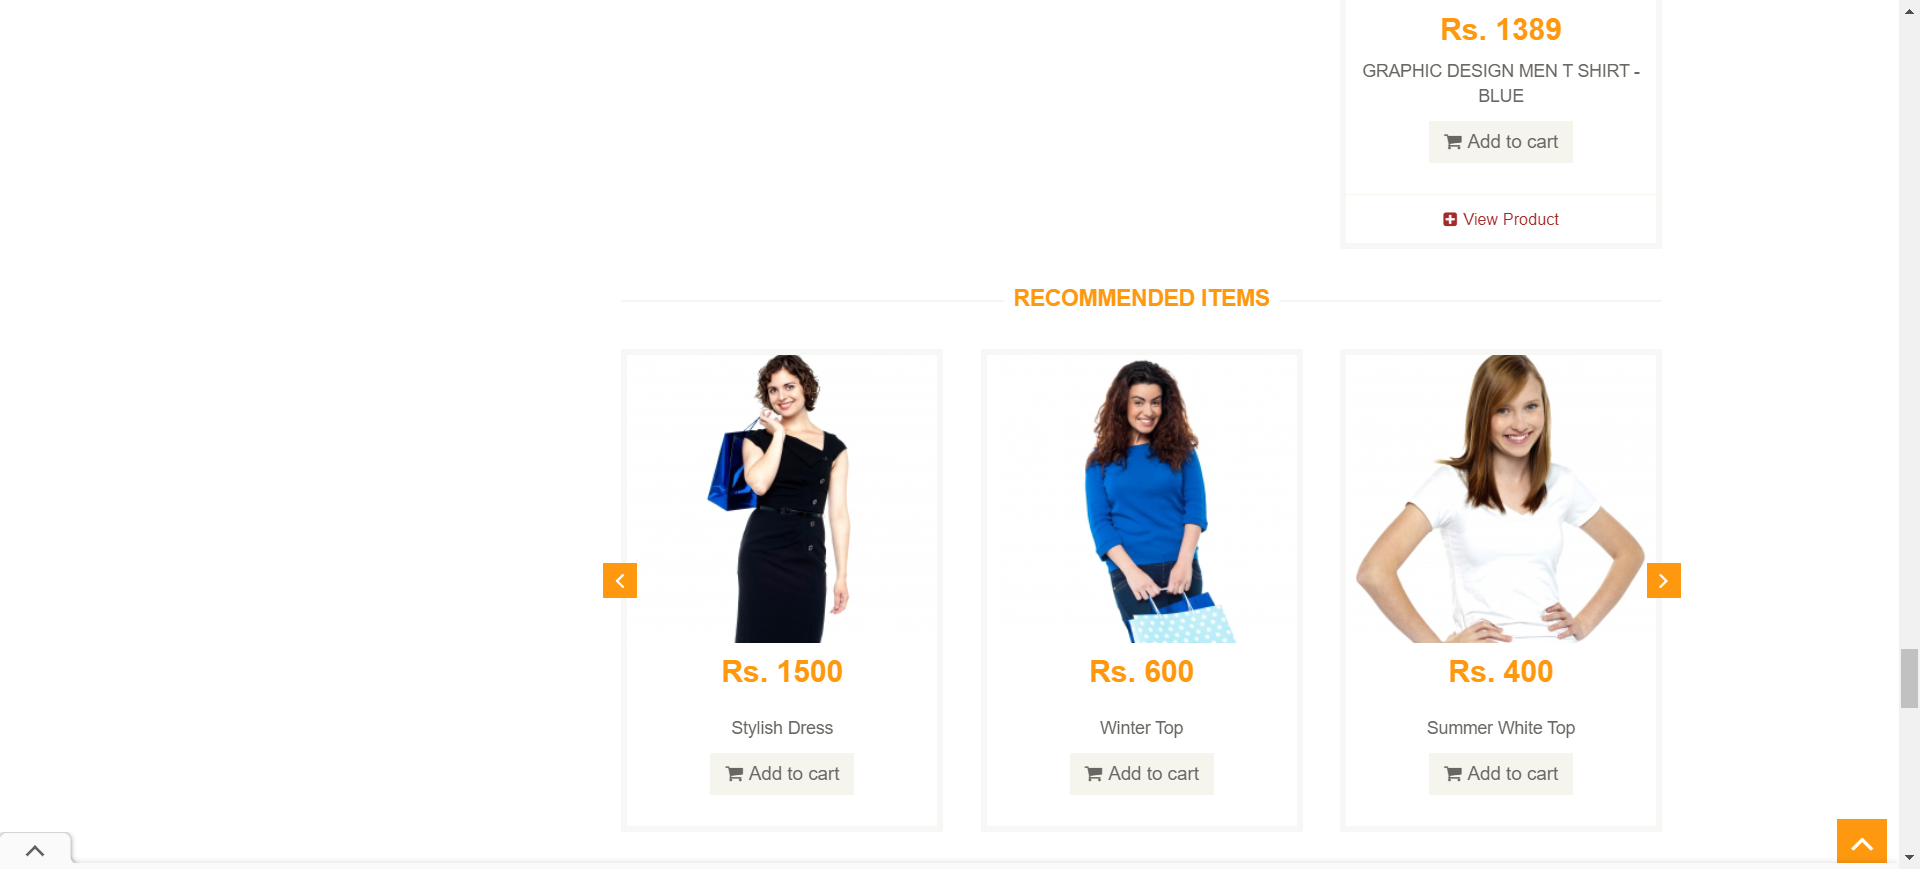 Rs. 1389
GRAPHIC DESIGN MEN T SHIRT -
BLUE
Add to cart
View Product
RECOMMENDED ITEMS
Rs. 1500
Stylish Dress
Add to cart
Rs. 600
Winter Top
Add to cart
Rs. 400
Summer White Top
Add to cart